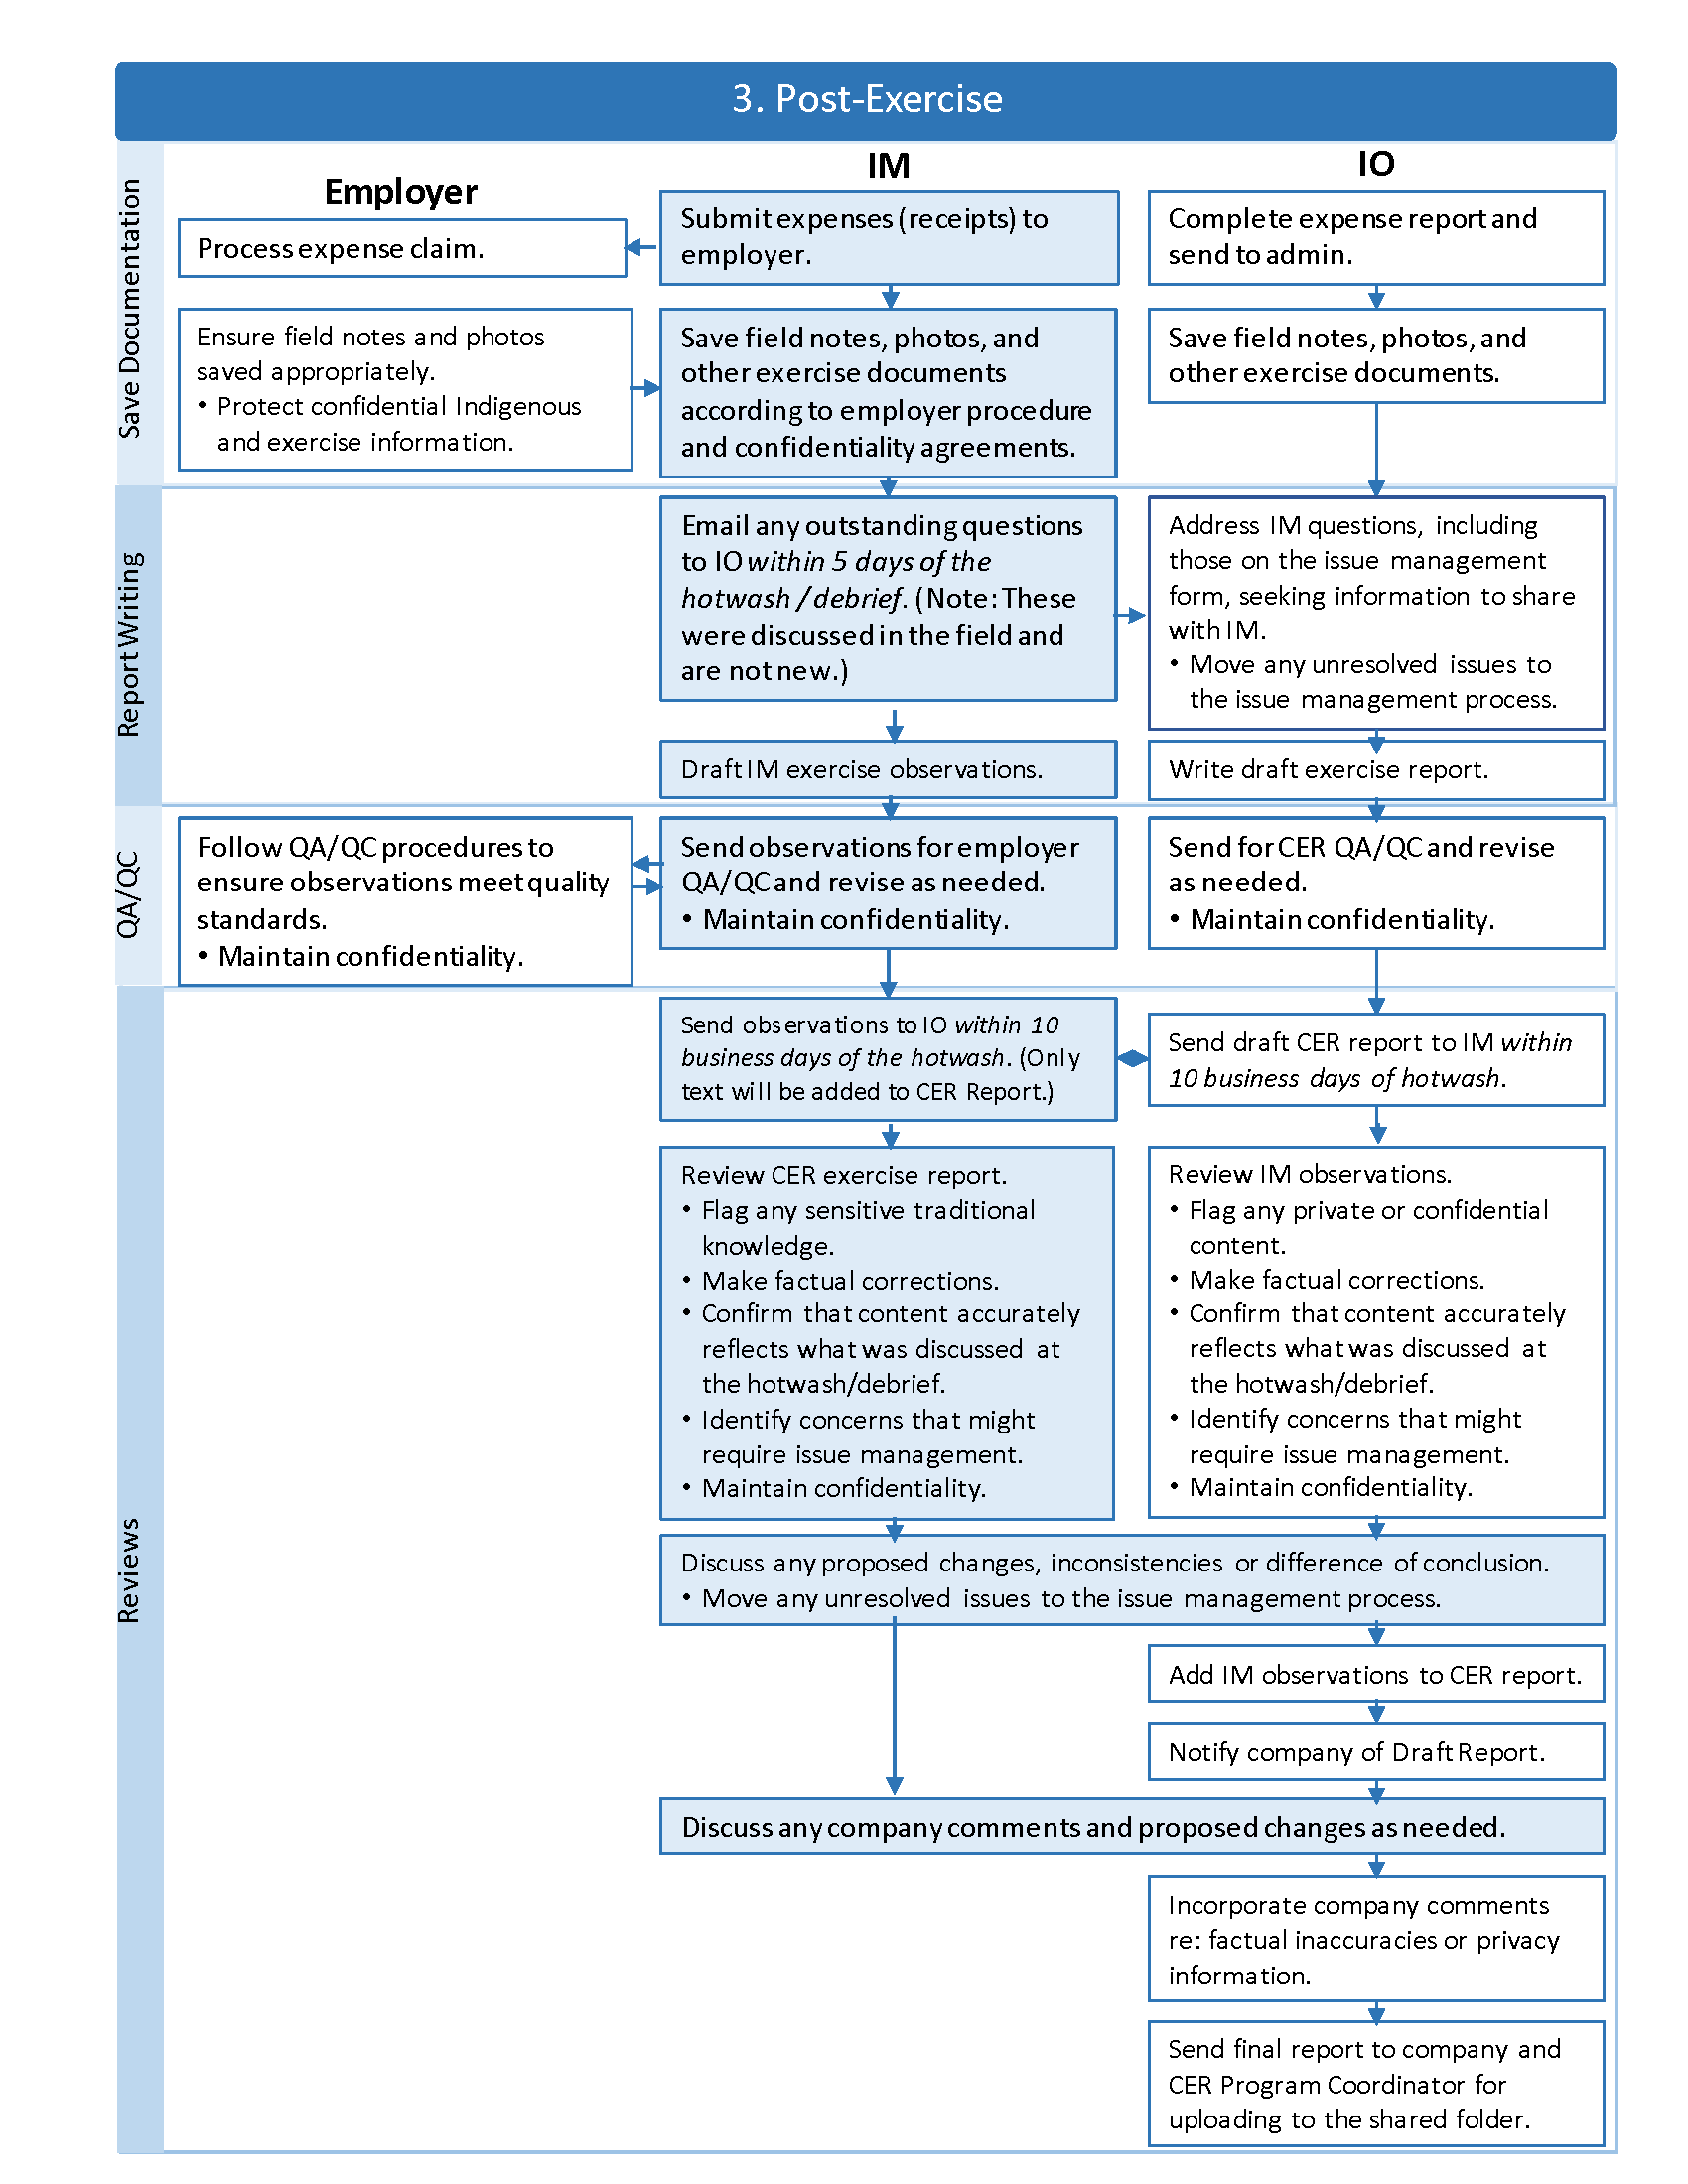 3. Post-Exercise
Save Documentation
Employer
IM
IO
Process expense claim.
Submit expenses (receipts) to
employer.
Complete expense report and
send to admin.
Ensure field notes and photos
saved appropriately.
• Protect confidential Indigenous
and exercise information.
Save field notes, photos, and
other exercise documents
according to employer procedure
and confidentiality agreements.
Save field notes, photos, and
other exercise documents.
Report Writing
Email any outstanding questions
to IO within 5 days of the
hotwash / debrief. (Note: These
were discussed in the field and
are not new.)
Address IM questions, including
those on the issue management
form, seeking information to share
with IM.
• Move any unresolved issues to
the issue management process.
Draft IM exercise observations.
Write draft exercise report.
QA/QC
Follow QA/QC procedures to
ensure observations meet quality
standards.
• Maintain confidentiality.
Send observations for employer
QA/QC and revise as needed.
• Maintain confidentiality.
Send for CER QA/QC and revise
as needed.
• Maintain confidentiality.
Reviews
Send observations to IO within 10
business days of the hotwash. (Only
text will be added to CER Report.)
Send draft CER report to IM within
10 business days of hotwash.
Review CER exercise report.
• Flag any sensitive traditional
knowledge.
• Make factual corrections.
• Confirm that content accurately
reflects what was discussed at
the hotwash/debrief.
• Identify concerns that might
require issue management.
• Maintain confidentiality.
Review IM observations.
• Flag any private or confidential
content.
• Make factual corrections.
• Confirm that content accurately
reflects what was discussed at
the hotwash/debrief.
• Identify concerns that might
require issue management.
• Maintain confidentiality.
Discuss any proposed changes, inconsistencies or difference of conclusion.
• Move any unresolved issues to the issue management process.
Add IM observations to CER report.
Notify company of Draft Report.
Discuss any company comments and proposed changes as needed.
Incorporate company comments
re: factual inaccuracies or privacy
information.
Send final report to company and
CER Program Coordinator for
uploading to the shared folder.